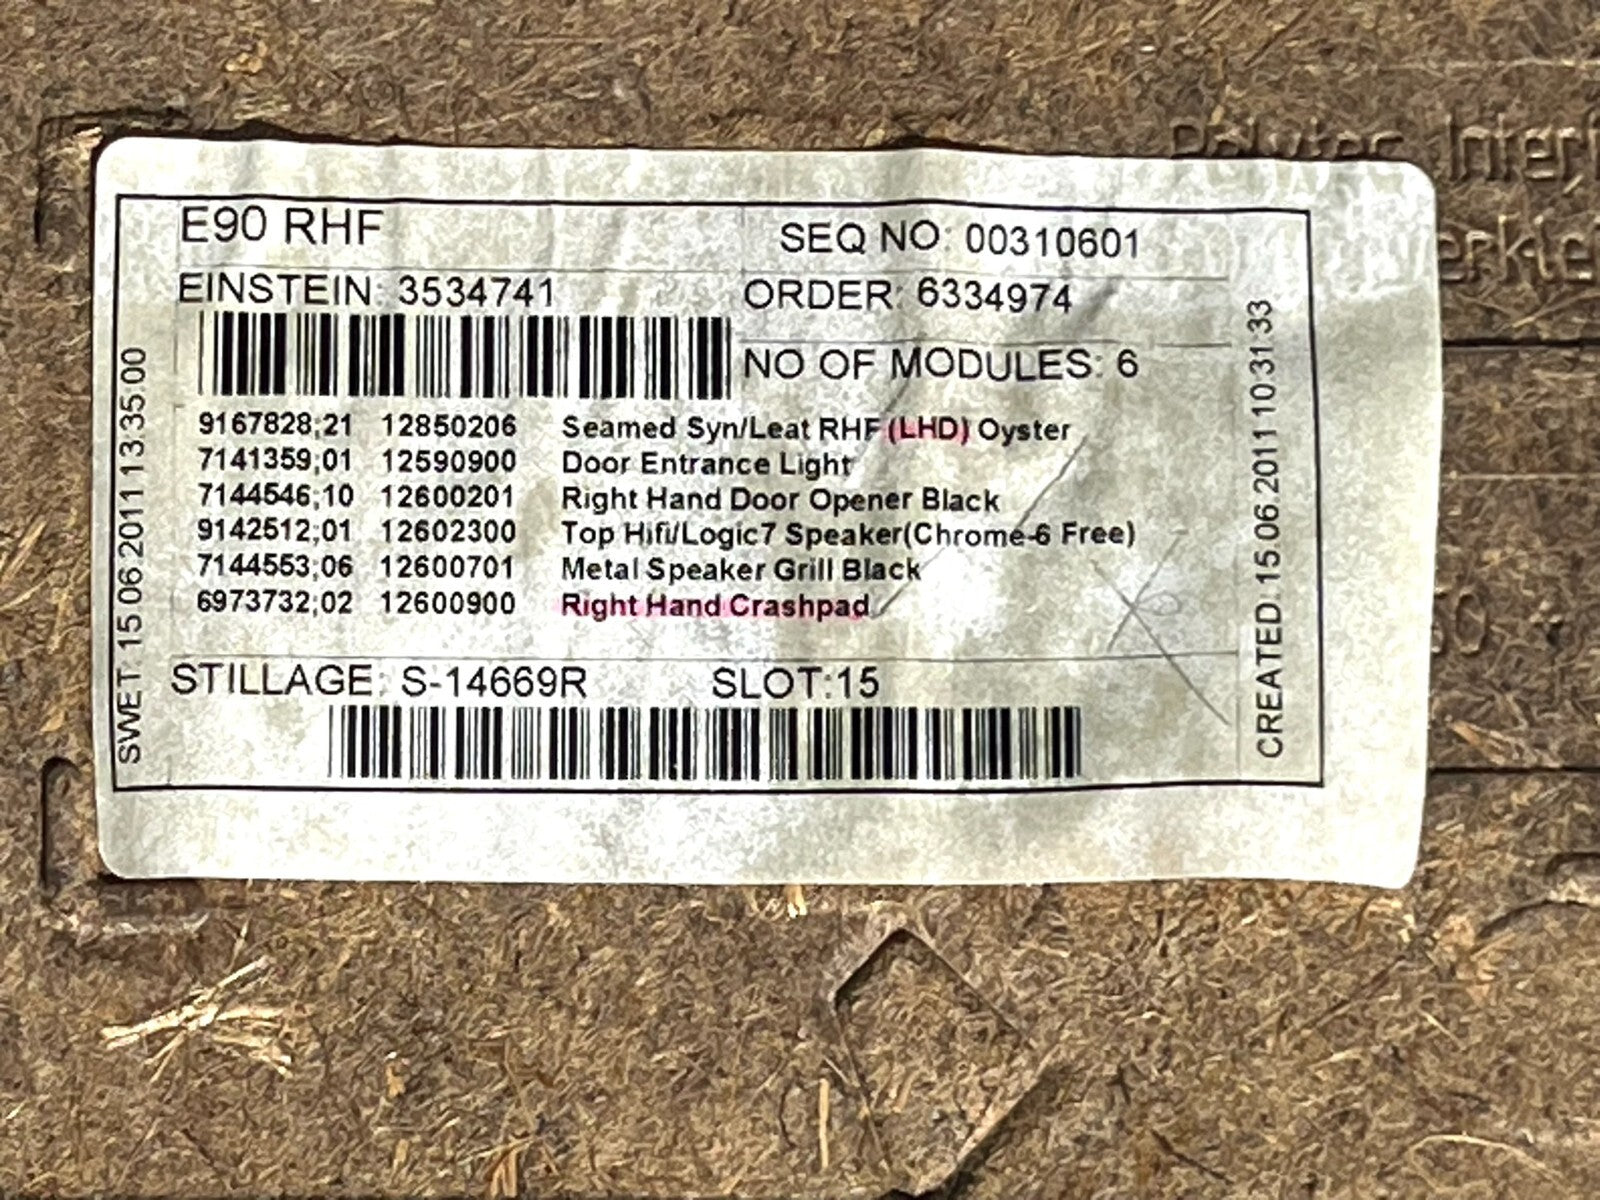 Polytec Inter
werkte
E90 RHF
SEQ NO: 00310601
EINSTEIN: 3534741
ORDER: 6334974
NO OF MODULES: 6
9167828;21 12850206 Seamed Syn/Leat RHF (LHD) Oyster
7141359;01 12590900 Door Entrance Light
7144546;10 12600201 Right Hand Door Opener Black
9142512;01 12602300 Top Hifi/Logic7 Speaker(Chrome-6 Free)
7144553;06 12600701 Metal Speaker Grill Black
6973732;02 12600900 Right Hand Crashpad
STILLAGE: S-14669R SLOT:15
SWET: 15.06.2011 13:35:00
CREATED: 15.06.2011 10:31:33